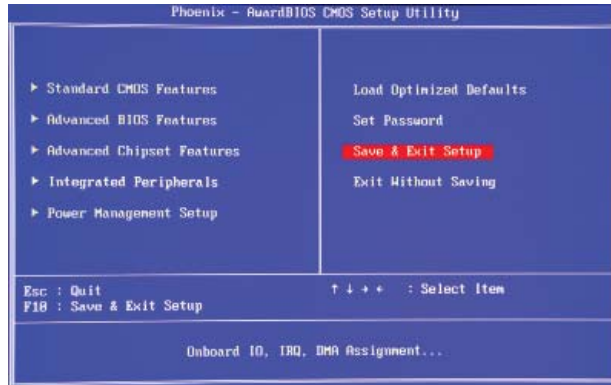 Phoenix - AwardBIOS CMOS Setup Utility
▶ Standard CMOS Features
▶ Advanced BIOS Features
▶ Advanced Chipset Features
▶ Integrated Peripherals
▶ Power Management Setup
Load Optimized Defaults
Set Password
Save & Exit Setup
Exit Without Saving
Esc : Quit
F10 : Save & Exit Setup
↑ ↓ → ← : Select Item
Onboard IO, IRQ, DMA Assignment...